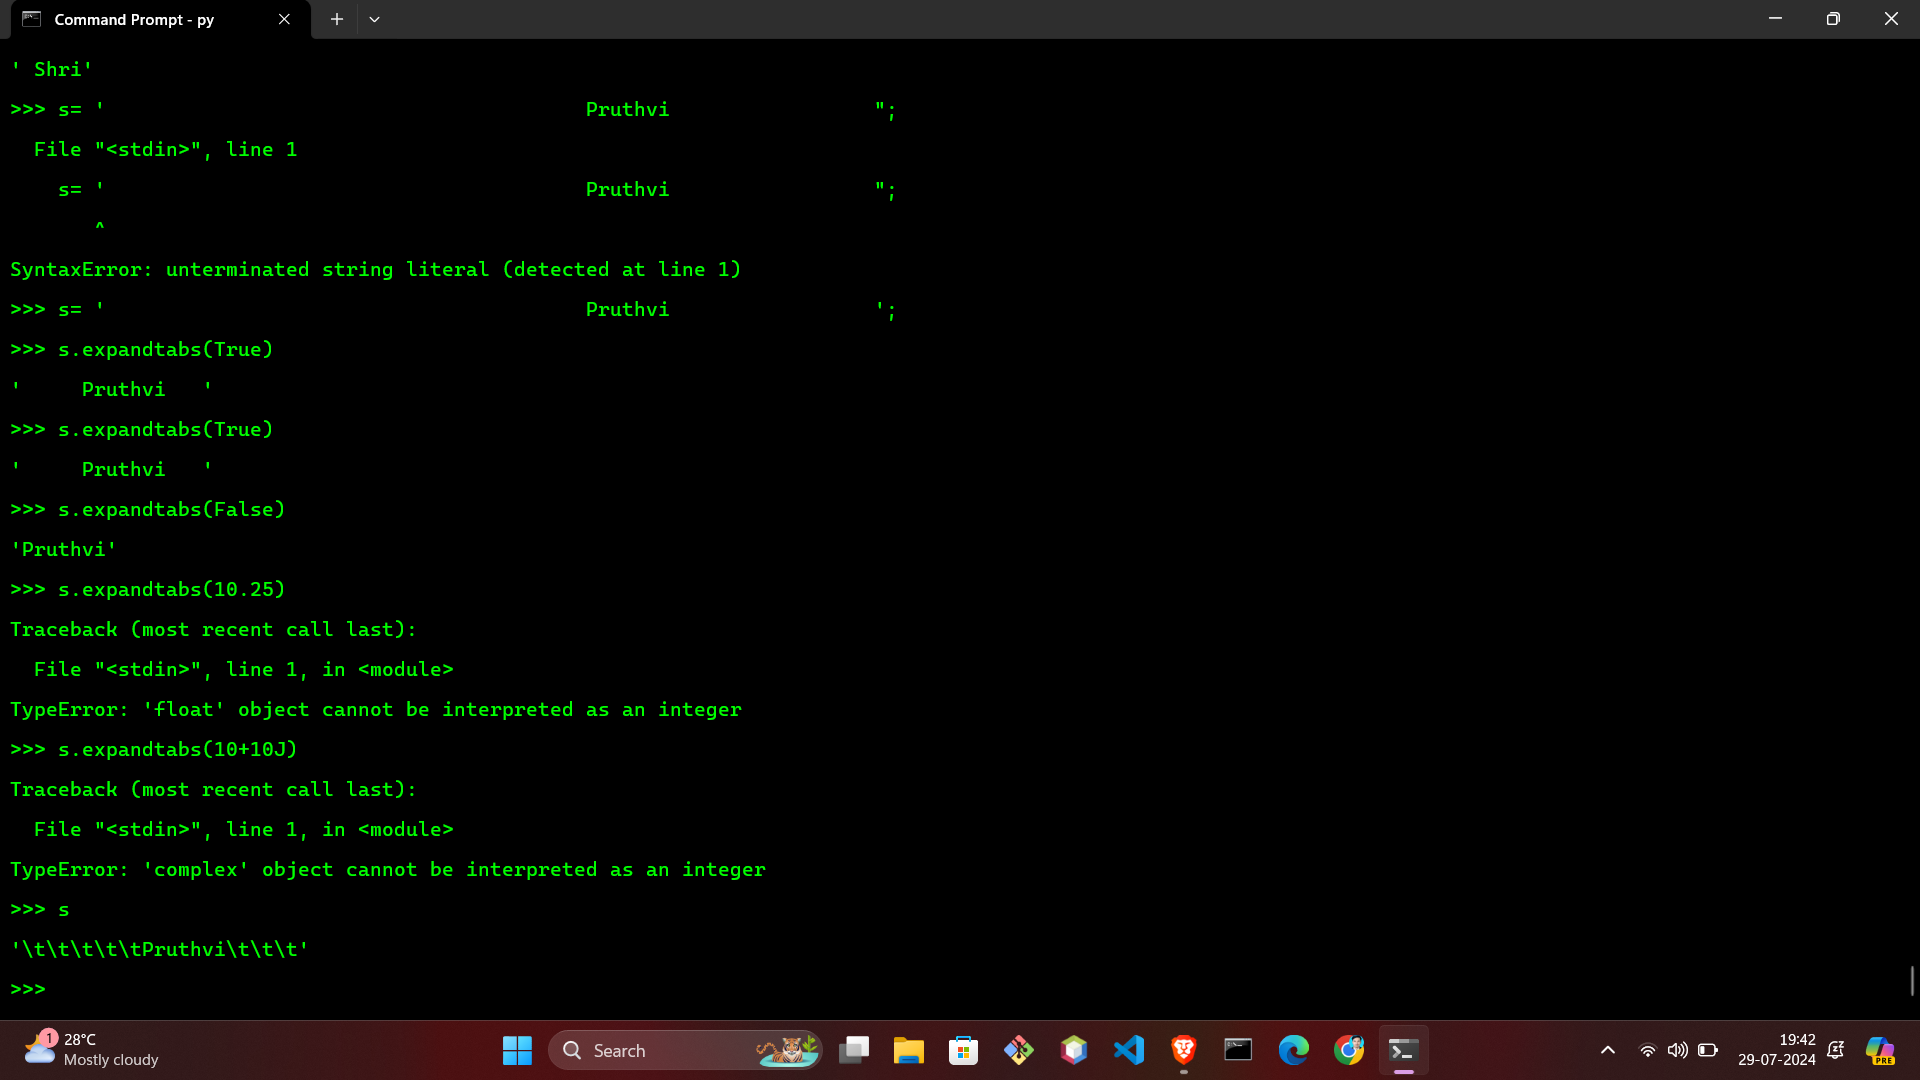 Command Prompt - py
' Shri'
>>> s= '                                        Pruthvi                 ";
  File "<stdin>", line 1
    s= '                                        Pruthvi                 ";
       ^
SyntaxError: unterminated string literal (detected at line 1)
>>> s= '                                        Pruthvi                 ';
>>> s.expandtabs(True)
'     Pruthvi   '
>>> s.expandtabs(True)
'     Pruthvi   '
>>> s.expandtabs(False)
'Pruthvi'
>>> s.expandtabs(10.25)
Traceback (most recent call last):
  File "<stdin>", line 1, in <module>
TypeError: 'float' object cannot be interpreted as an integer
>>> s.expandtabs(10+10J)
Traceback (most recent call last):
  File "<stdin>", line 1, in <module>
TypeError: 'complex' object cannot be interpreted as an integer
>>> s
'\t\t\t\t\tPruthvi\t\t\t'
>>>
1
28°C
Mostly cloudy
Search
19:42
29-07-2024
PRE